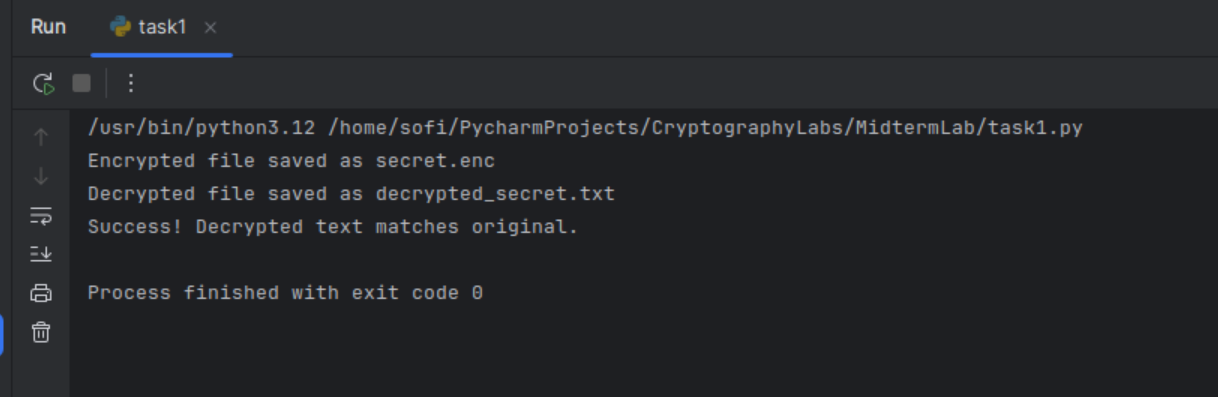 Run task1
/usr/bin/python3.12 /home/sofi/PycharmProjects/CryptographyLabs/MidtermLab/task1.py
Encrypted file saved as secret.enc
Decrypted file saved as decrypted_secret.txt
Success! Decrypted text matches original.
Process finished with exit code 0